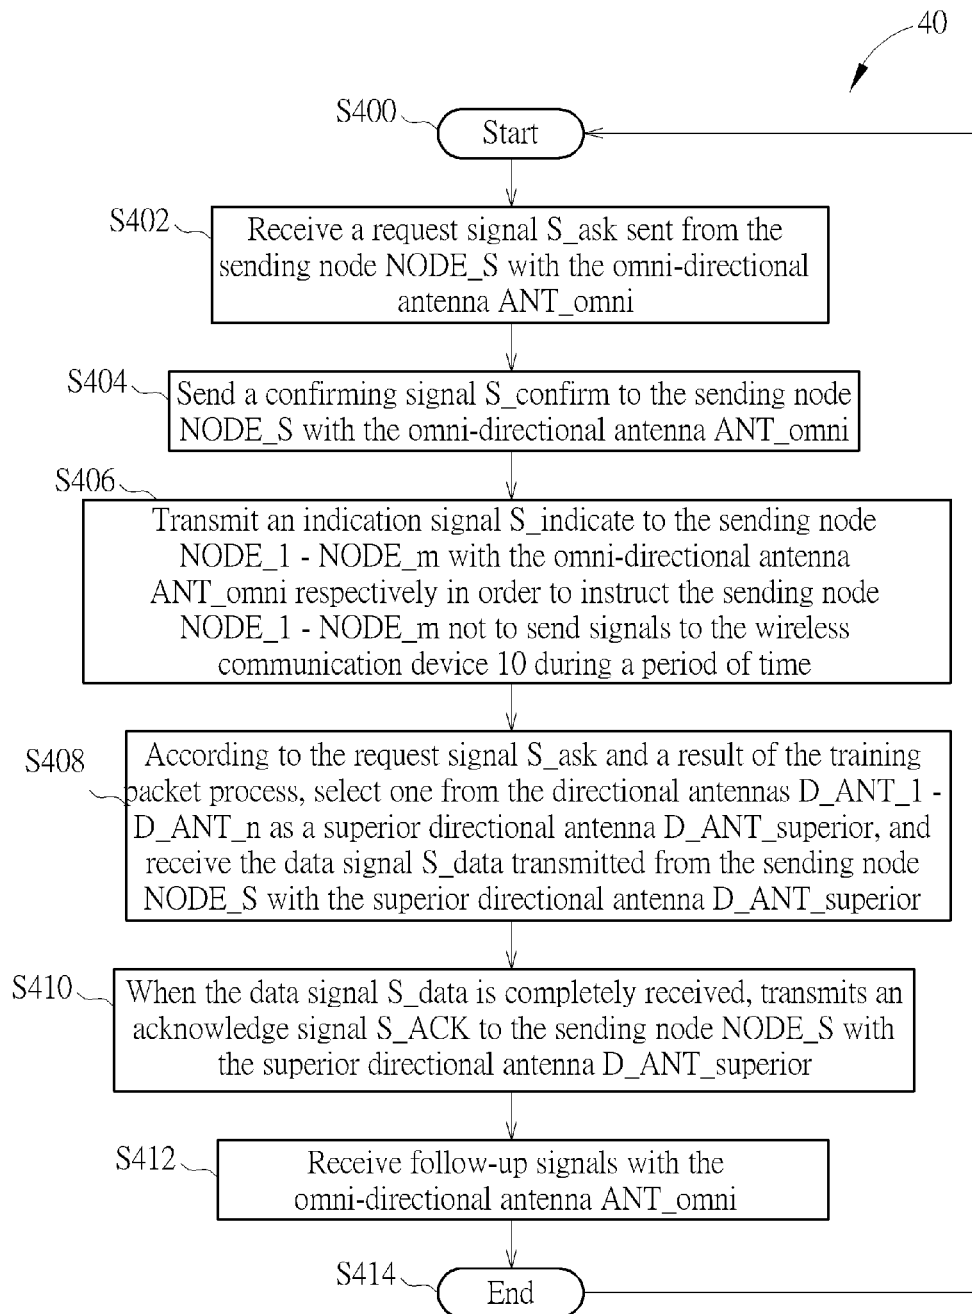 40
S400
Start
S402
Receive a request signal S_ask sent from the
sending node NODE_S with the omni-directional
antenna ANT_omni
S404
Send a confirming signal S_confirm to the sending node
NODE_S with the omni-directional antenna ANT_omni
S406
Transmit an indication signal S_indicate to the sending node
NODE_1 - NODE_m with the omni-directional antenna
ANT_omni respectively in order to instruct the sending node
NODE_1 - NODE_m not to send signals to the wireless
communication device 10 during a period of time
S408
According to the request signal S_ask and a result of the training
packet process, select one from the directional antennas D_ANT_1 -
D_ANT_n as a superior directional antenna D_ANT_superior, and
receive the data signal S_data transmitted from the sending node
NODE_S with the superior directional antenna D_ANT_superior
S410
When the data signal S_data is completely received, transmits an
acknowledge signal S_ACK to the sending node NODE_S with
the superior directional antenna D_ANT_superior
S412
Receive follow-up signals with the
omni-directional antenna ANT_omni
S414
End